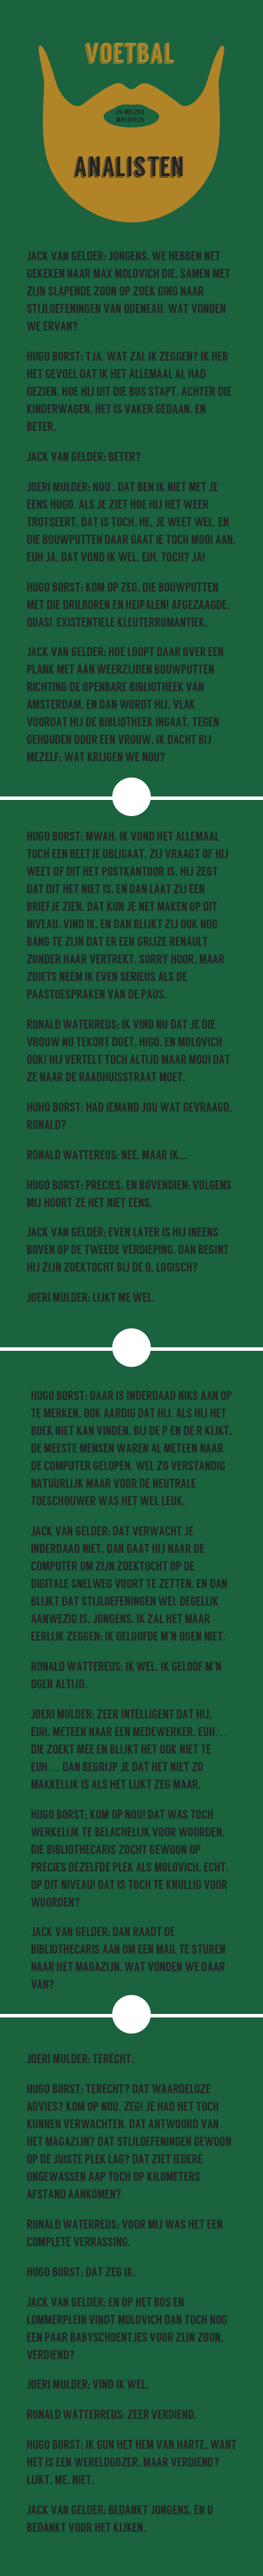 VOETBAL
24 MEI 2013
MOLOVICH
ANALISTEN
JACK VAN GELDER: JONGENS, WE HEBBEN NET
GEKEKEN NAAR MAX MOLOVICH DIE, SAMEN MET
ZIJN SLAPENDE ZOON OP ZOEK GING NAAR
STIJLOEFENINGEN VAN QUENEAU. WAT VONDEN
WE ERVAN?
HUGO BORST: TJA, WAT ZAL IK ZEGGEN? IK HEB
HET GEVOEL DAT IK HET ALLEMAAL AL HAD
GEZIEN. HOE HIJ UIT DIE BUS STAPT. ACHTER DIE
KINDERWAGEN. HET IS VAKER GEDAAN. EN
BETER.
JACK VAN GELDER: BETER?
JOERI MULDER: NOU , DAT BEN IK NIET MET JE
EENS HUGO. ALS JE ZIET HOE HIJ HET WEER
TROTSEERT, DAT IS TOCH, HE, JE WEET WEL. EN
DIE BOUWPUTTEN DAAR GAAT IE TOCH MOOI AAN.
EUH JA, DAT VOND IK WEL. EIH. TOCH? JA!
HUGO BORST: KOM OP ZEG, DIE BOUWPUTTEN
MET DIE DRILBOREN EN HEIPALEN! AFGEZAAGDE,
QUASI EXISTENTIELE KLEUTERROMANTIEK.
JACK VAN GELDER: HOE LOOPT DAAR OVER EEN
PLANK MET AAN WEERZIJDEN BOUWPUTTEN
RICHTING DE OPENBARE BIBLIOTHEEK VAN
AMSTERDAM. EN DAN WORDT HIJ, VLAK
VOORDAT HIJ DE BIBLIOTHEEK INGAAT, TEGEN
GEHOUDEN DOOR EEN VROUW. IK DACHT BIJ
MEZELF: WAT KRIJGEN WE NOU?
HUGO BORST: MWAH. IK VOND HET ALLEMAAL
TOCH EEN BEETJE OBLIGAAT. ZIJ VRAAGT OF HIJ
WEET OF DIT HET POSTKANTOOR IS. HIJ ZEGT
DAT DIT HET NIET IS. EN DAN LAAT ZIJ EEN
BRIEFJE ZIEN. DAT KUN JE NET MAKEN OP DIT
NIVEAU, VIND IK. EN DAN BLIJKT ZIJ OOK NOG
BANG TE ZIJN DAT ER EEN GRIJZE RENAULT
ZONDER HAAR VERTREKT. SORRY HOOR, MAAR
ZOIETS NEEM IK EVEN SERIEUS ALS DE
PAASTOESPRAKEN VAN DE PAUS.
RONALD WATERREUS: IK VIND NU DAT JE DIE
VROUW NU TEKORT DOET, HIGO. EN MOLOVICH
OOK! HIJ VERTELT TOCH ALTIJD MAAR MOOI DAT
ZE NAAR DE RAADHUISSTRAAT MOET.
HUHO BORST: HAD IEMAND JOU WAT GEVRAAGD,
RONALD?
RONALD WATTEREUS: NEE, MAAR IK...
HUGO BORST: PRECIES. EN BOVENDIEN: VOLGENS
MIJ HOORT ZE HET NIET EENS.
JACK VAN GELDER: EVEN LATER IS HIJ INEENS
BOVEN OP DE TWEEDE VERDIEPING. DAN BEGINT
HIJ ZIJN ZOEKTOCHT BIJ DE Q. LOGISCH?
JOERI MULDER: LIJKT ME WEL.
HUGO BORST: DAAR IS INDERDAAD NIKS AAN OP
TE MERKEN. OOK AARDIG DAT HIJ, ALS HIJ HET
BOEK NIET KAN VINDEN, BIJ DE P EN DE R KIJKT.
DE MEESTE MENSEN WAREN AL METEEN NAAR
DE COMPUTER GELOPEN. WEL ZO VERSTANDIG
NATUURLIJK MAAR VOOR DE NEUTRALE
TOESCHOUWER WAS HET WEL LEUK.
JACK VAN GELDER: DAT VERWACHT JE
INDERDAAD NIET. DAN GAAT HIJ NAAR DE
COMPUTER OM ZIJN ZOEKTOCHT OP DE
DIGITALE SNELWEG VOORT TE ZETTEN. EN DAN
BLIJKT DAT STIJLOEFENINGEN WEL DEGELIJK
AANWEZIG IS. JONGENS, IK ZAL HET MAAR
EERLIJK ZEGGEN: IK GELOOFDE M'N OGEN NIET.
RONALD WATTEREUS: IK WEL. IK GELOOF M'N
OGEN ALTIJD.
JOERI MULDER: ZEER INTELLIGENT DAT HIJ,
EUH, METEEN NAAR EEN MEDEWERKER, EUH...
DIE ZOEKT MEE EN BLIJKT HET OOK NIET TE
EUH... DAN BEGRIJP JE DAT HET NIET ZO
MAKKELIJK IS ALS HET LIJKT ZEG MAAR.
HUGO BORST: KOM OP NOU! DAT WAS TOCH
WERKELIJK TE BELACHELIJK VOOR WOORDEN.
DIE BIBLIOTHECARIS ZOCHT GEWOON OP
PRECIES DEZELFDE PLEK ALS MOLOVICH. ECHT,
OP DIT NIVEAU! DAT IS TOCH TE KNULLIG VOOR
WOORDEN?
JACK VAN GELDER: DAN RAADT DE
BIBLIOTHECARIS AAN OM EEN MAIL TE STUREN
NAAR HET MAGAZIJN. WAT VONDEN WE DAAR
VAN?
JOERI MULDER: TERECHT.
HUGO BORST: TERECHT? DAT WAARDELOZE
ADVIES? KOM OP NOU, ZEG! JE HAD HET TOCH
KUNNEN VERWACHTEN, DAT ANTWOORD VAN
HET MAGAZIJN? DAT STIJLOEFENINGEN GEWOON
OP DE JUISTE PLEK LAG? DAT ZIET IEDERE
ONGEWASSEN AAP TOCH OP KILOMETERS
AFSTAND AANKOMEN?
RONALD WATERREUS: VOOR MIJ WAS HET EEN
COMPLETE VERRASSING.
HUGO BORST: DAT ZEG IK.
JACK VAN GELDER: EN OP HET BOS EN
LOMMERPLEIN VINDT MOLOVICH DAN TOCH NOG
EEN PAAR BABYSCHOENTJES VOOR ZIJN ZOON.
VERDIEND?
JOERI MULDER: VIND IK WEL.
RONALD WATTERREUS: ZEER VERDIEND.
HUGO BORST: IK GUN HET HEM VAN HARTE, WANT
HET IS EEN WERELDGOZER, MAAR VERDIEND?
LIJKT. ME. NIET.
JACK VAN GELDER: BEDANKT JONGENS, EN U
BEDANKT VOOR HET KIJKEN.